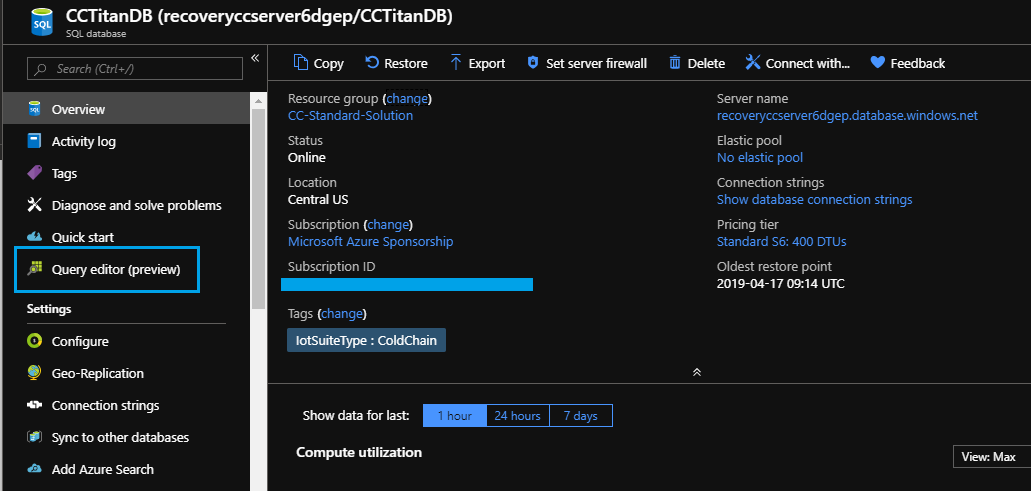 CCTitanDB (recoveryccserver6dgep/CCTitanDB)
SQL database
SQL
Search (Ctrl+/)
Overview
Activity log
Tags
Diagnose and solve problems
Quick start
Query editor (preview)
Settings
Configure
Geo-Replication
Connection strings
Sync to other databases
Add Azure Search
Copy
Restore
Export
Set server firewall
Delete
Connect with...
Feedback
Resource group (change)
CC-Standard-Solution
Status
Online
Location
Central US
Subscription (change)
Microsoft Azure Sponsorship
Subscription ID
Server name
recoveryccserver6dgep.database.windows.net
Elastic pool
No elastic pool
Connection strings
Show database connection strings
Pricing tier
Standard S6: 400 DTUs
Oldest restore point
2019-04-17 09:14 UTC
Tags (change)
IotSuiteType : ColdChain
Show data for last: 1 hour 24 hours 7 days
Compute utilization
View: Max